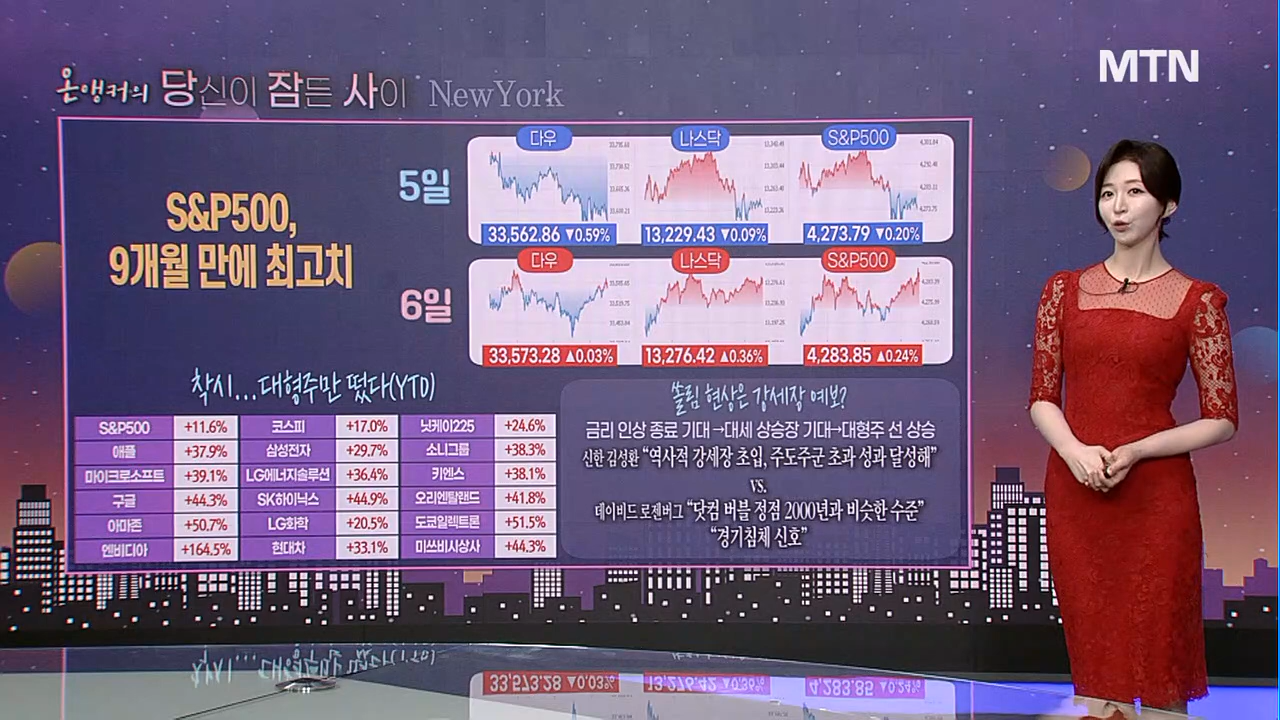 온앵커의 당신이 잠든 사이 NewYork
MTN
S&P500,
9개월 만에 최고치
5일
다우 나스닥 S&P500
33,562.86 ▼0.59% 13,229.43 ▼0.09% 4,273.79 ▼0.20%
6일
다우 나스닥 S&P500
33,573.28 ▲0.03% 13,276.42 ▲0.36% 4,283.85 ▲0.24%
착시...대형주만 떴다(YTD)
S&P500 +11.6% 코스피 +17.0% 닛케이225 +24.6%
애플 +37.9% 삼성전자 +29.7% 소니그룹 +38.3%
마이크로소프트 +39.1% LG에너지솔루션 +36.4% 키엔스 +38.1%
구글 +44.3% SK하이닉스 +44.9% 오리엔탈랜드 +41.8%
아마존 +50.7% LG화학 +20.5% 도쿄일렉트론 +51.5%
엔비디아 +164.5% 현대차 +33.1% 미쓰비시상사 +44.3%
쏠림 현상은 강세장 예보?
금리 인상 종료 기대→대세 상승장 기대→대형주 선 상승
신한 김성환 “역사적 강세장 초입, 주도주군 초과 성과 달성해”
vs.
데이비드 로젠버그 “닷컴 버블 정점 2000년과 비슷한 수준”
“경기침체 신호”